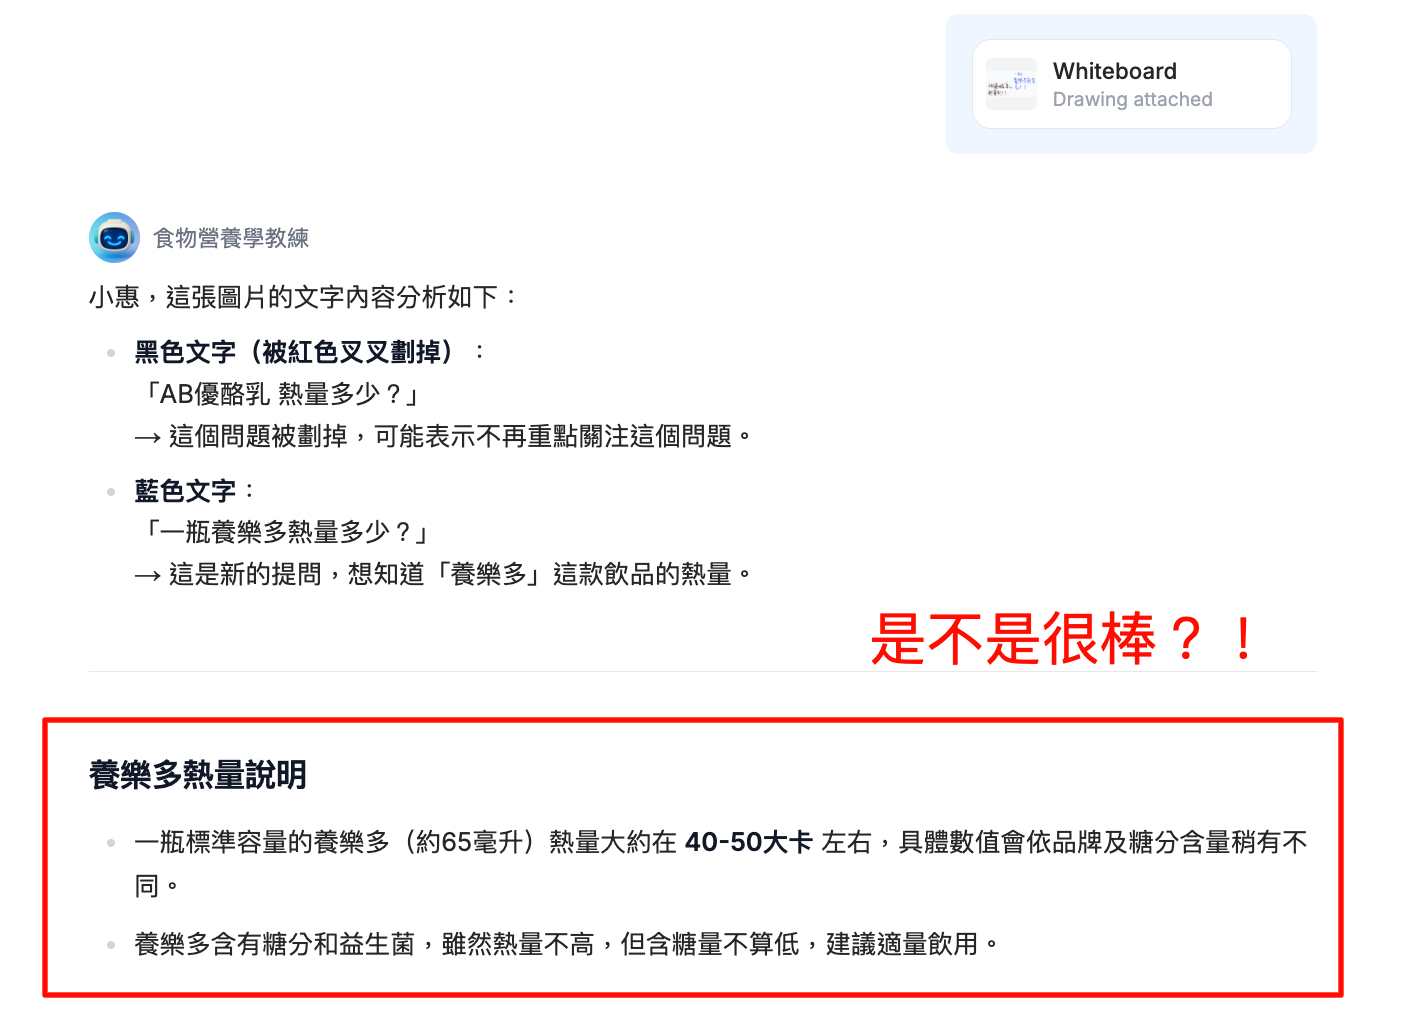 Whiteboard
Drawing attached
食物營養學教練
小惠，這張圖片的文字內容分析如下：
黑色文字（被紅色叉叉劃掉）：
「AB優酪乳 熱量多少？」
→ 這個問題被劃掉，可能表示不再重點關注這個問題。
藍色文字：
「一瓶養樂多熱量多少？」
→ 這是新的提問，想知道「養樂多」這款飲品的熱量。
是不是很棒？！
養樂多熱量說明
一瓶標準容量的養樂多（約65毫升）熱量大約在 40-50大卡 左右，具體數值會依品牌及糖分含量稍有不
同。
養樂多含有糖分和益生菌，雖然熱量不高，但含糖量不算低，建議適量飲用。